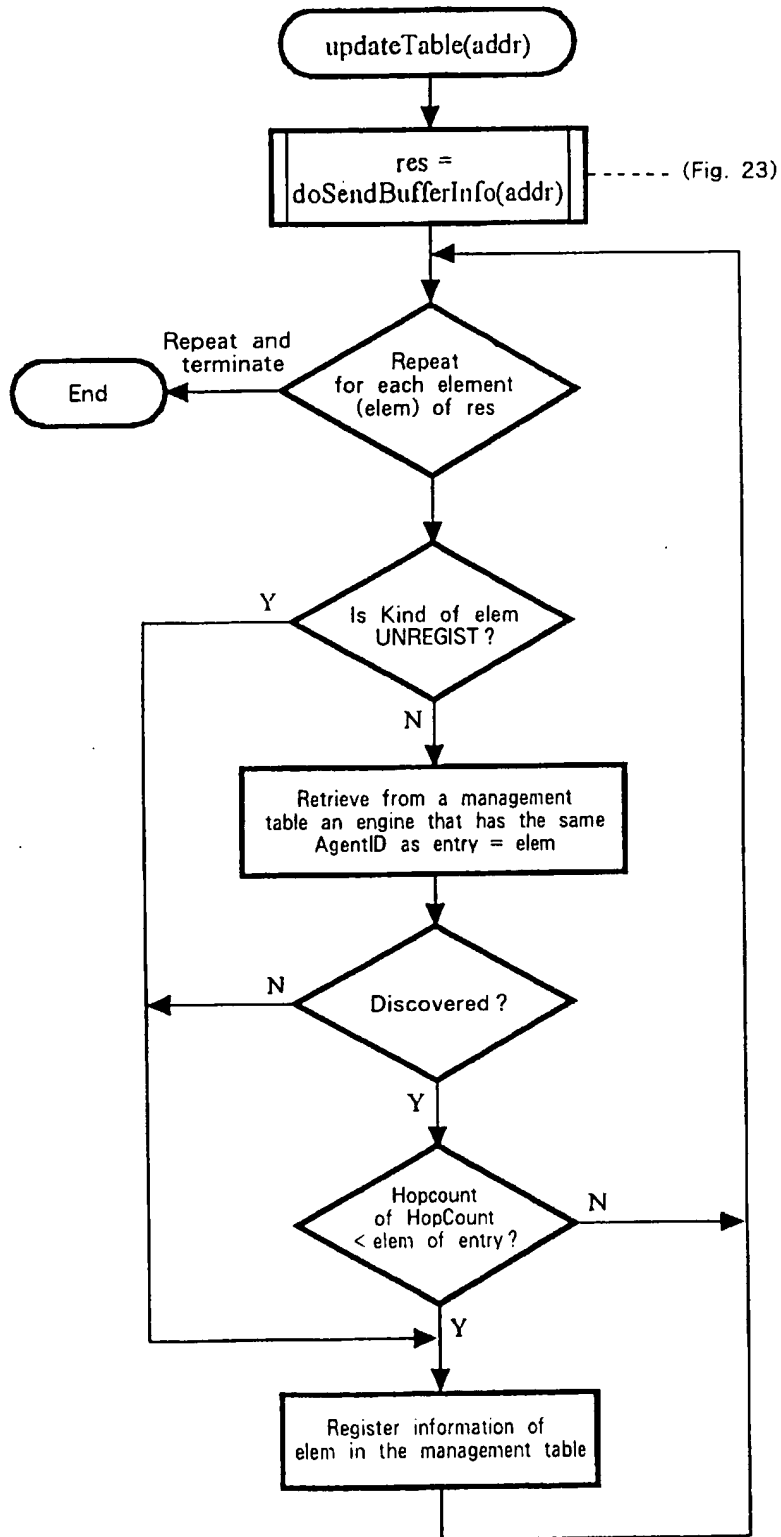 updateTable(addr)
res =
doSendBufferInfo(addr)
(Fig. 23)
Repeat and
terminate
End
Repeat
for each element
(elem) of res
Y
Is Kind of elem
UNREGIST ?
N
Retrieve from a management
table an engine that has the same
AgentID as entry = elem
N
Discovered ?
Y
Hopcount
of HopCount
< elem of entry ?
N
Y
Register information of
elem in the management table